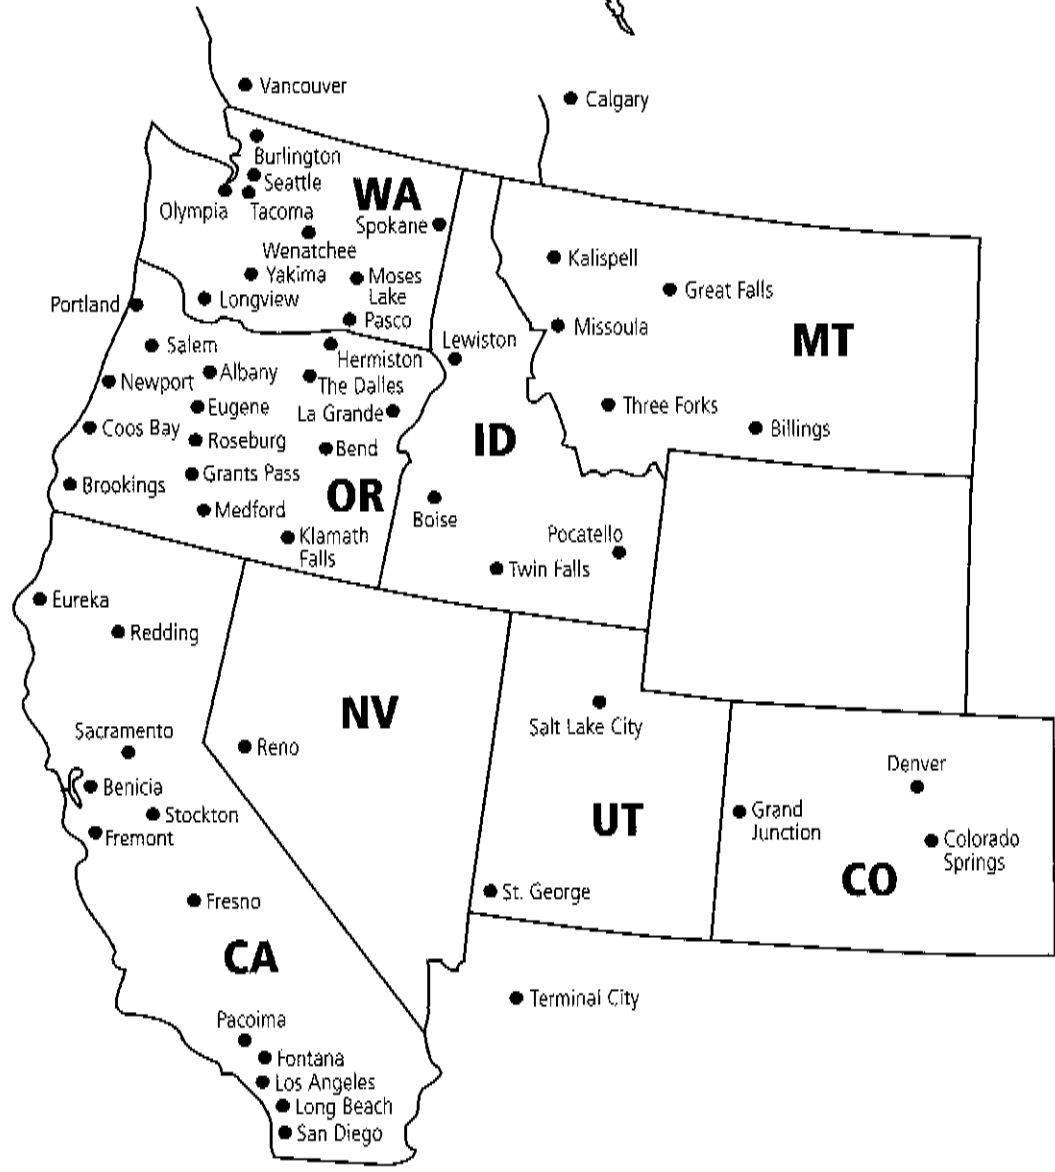 Vancouver
Calgary
Burlington
Seattle
WA
Olympia
Tacoma
Spokane
Wenatchee
Yakima
Moses
Lake
Longview
Pasco
Portland
Kalispell
Great Falls
Missoula
MT
Lewiston
Salem
Hermiston
Albany
The Dalles
Newport
Eugene
La Grande
Three Forks
Coos Bay
Roseburg
Bend
ID
Billings
Grants Pass
Brookings
OR
Medford
Boise
Klamath
Falls
Pocatello
Twin Falls
Eureka
Redding
NV
Salt Lake City
Sacramento
Reno
Denver
Benicia
Stockton
Fremont
UT
Grand
Junction
Colorado
Springs
CO
St. George
Fresno
CA
Terminal City
Pacoima
Fontana
Los Angeles
Long Beach
San Diego